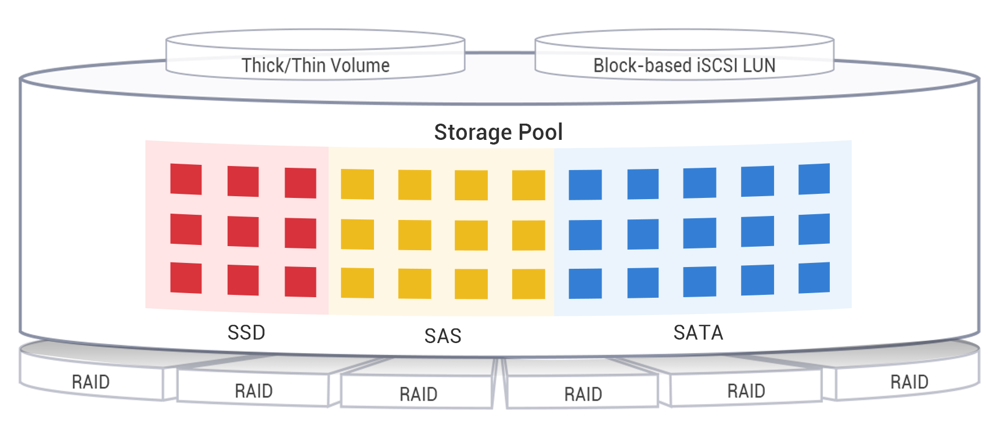 Thick/Thin Volume
Block-based iSCSI LUN
Storage Pool
SSD
SAS
SATA
RAID
RAID
RAID
RAID
RAID
RAID